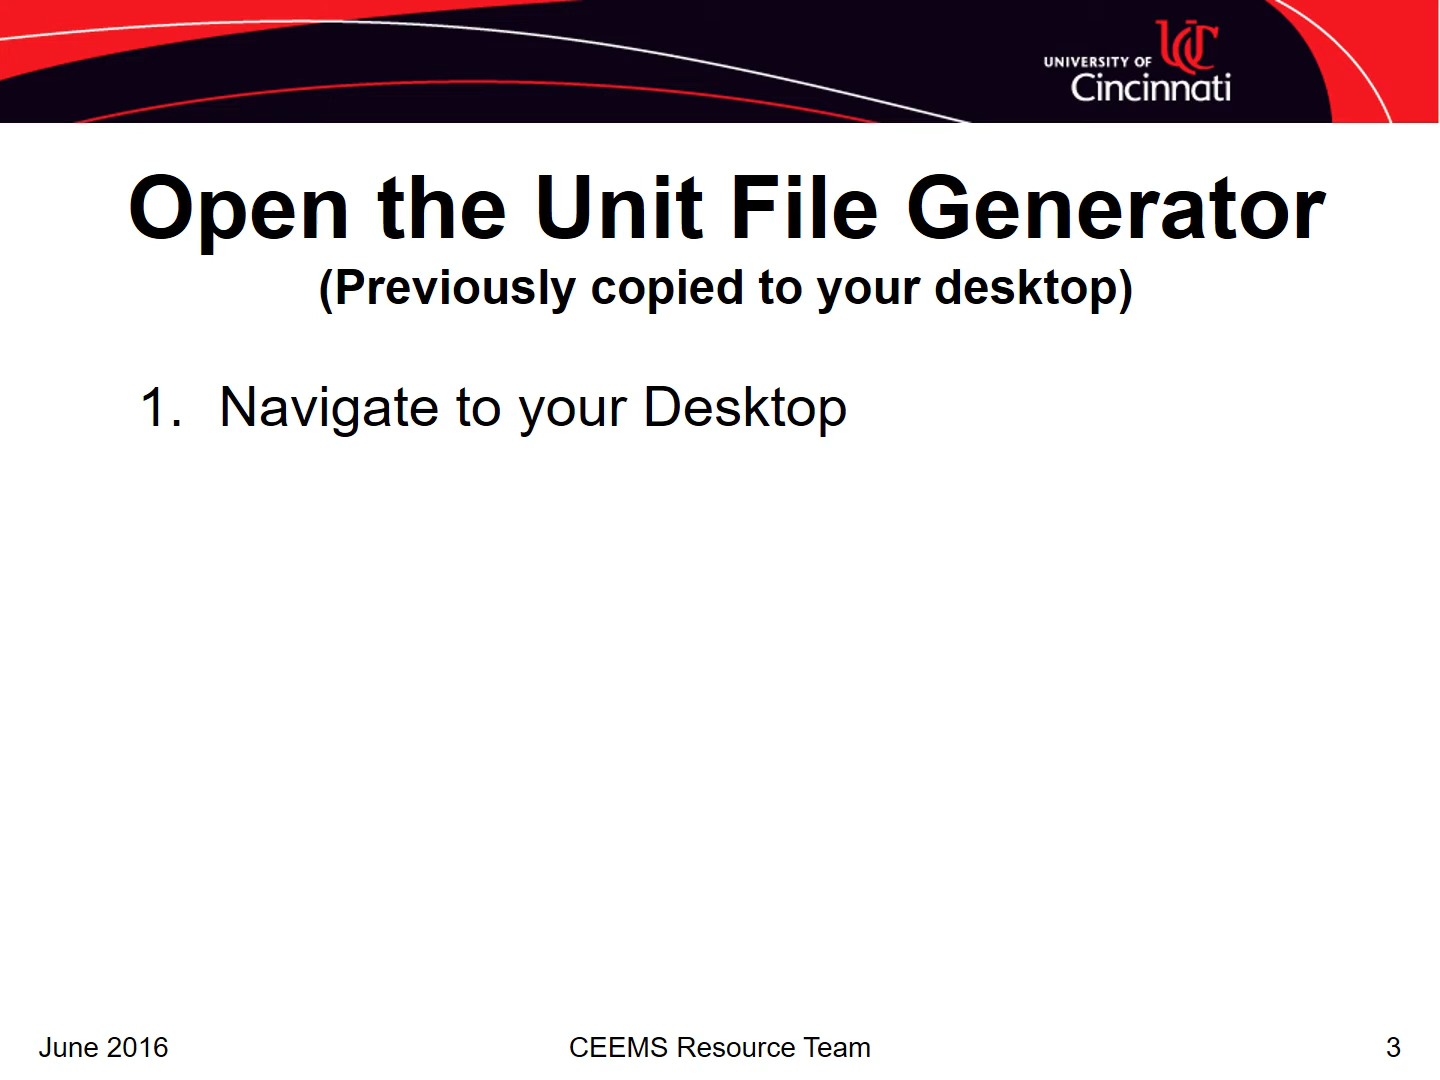 UNIVERSITY OF
Cincinnati
Open the Unit File Generator
(Previously copied to your desktop)
1. Navigate to your Desktop
June 2016
CEEMS Resource Team
3